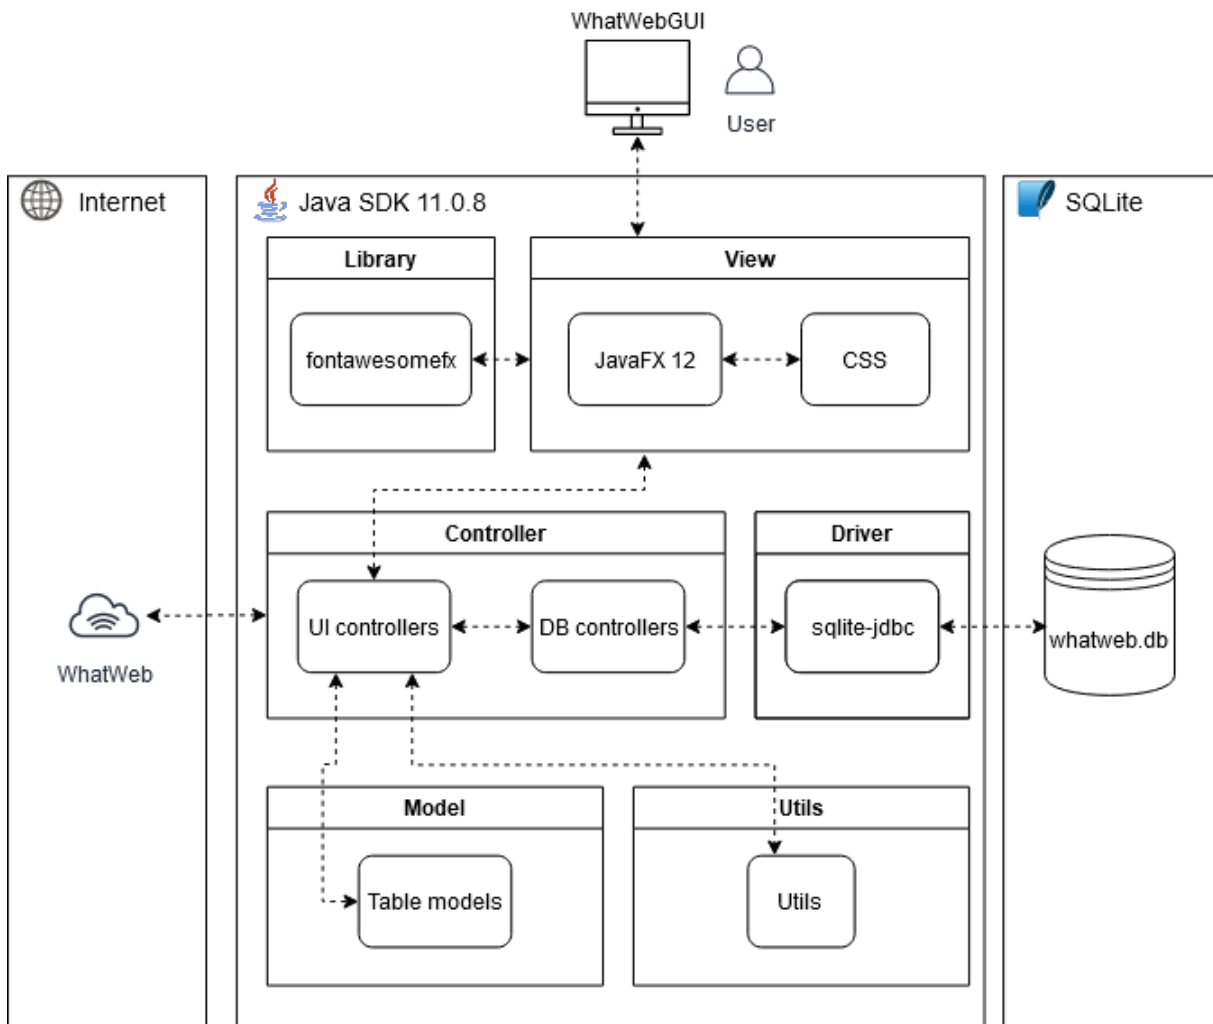 WhatWebGUI
User
Internet
Java SDK 11.0.8
SQLite
Library
View
fontawesomefx
JavaFX 12
CSS
Controller
Driver
UI controllers
DB controllers
sqlite-jdbc
whatweb.db
WhatWeb
Model
Utils
Table models
Utils